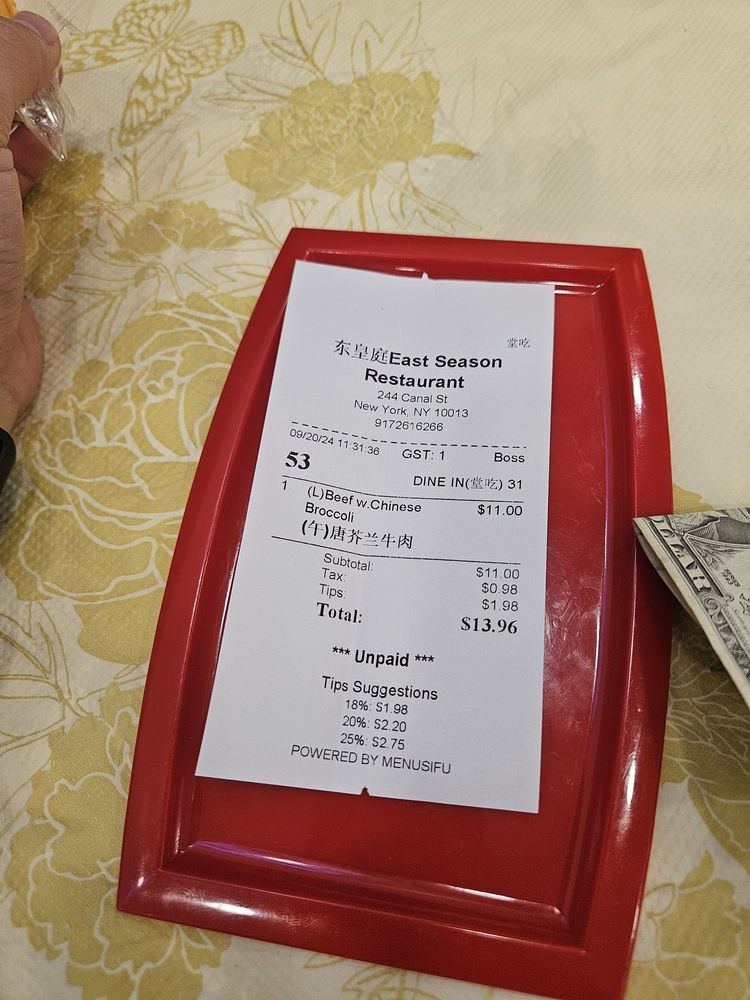 堂吃
东皇庭East Season
Restaurant
244 Canal St
New York, NY 10013
9172616266
09/20/24 11:31:36 GST: 1 Boss
53 DINE IN(堂吃) 31
1 (L)Beef w.Chinese $11.00
Broccoli
(午)唐芥兰牛肉
Subtotal: $11.00
Tax: $0.98
Tips: $1.98
Total: $13.96
*** Unpaid ***
Tips Suggestions
18%: $1.98
20%: $2.20
25%: $2.75
POWERED BY MENUSIFU